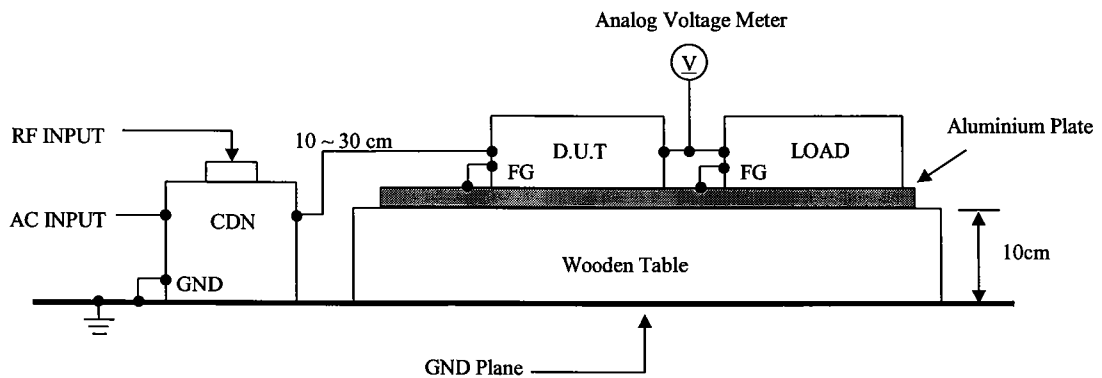 Analog Voltage Meter
V
RF INPUT
10 ~ 30 cm
D.U.T
LOAD
Aluminium Plate
FG
FG
AC INPUT
CDN
Wooden Table
10cm
GND
GND Plane